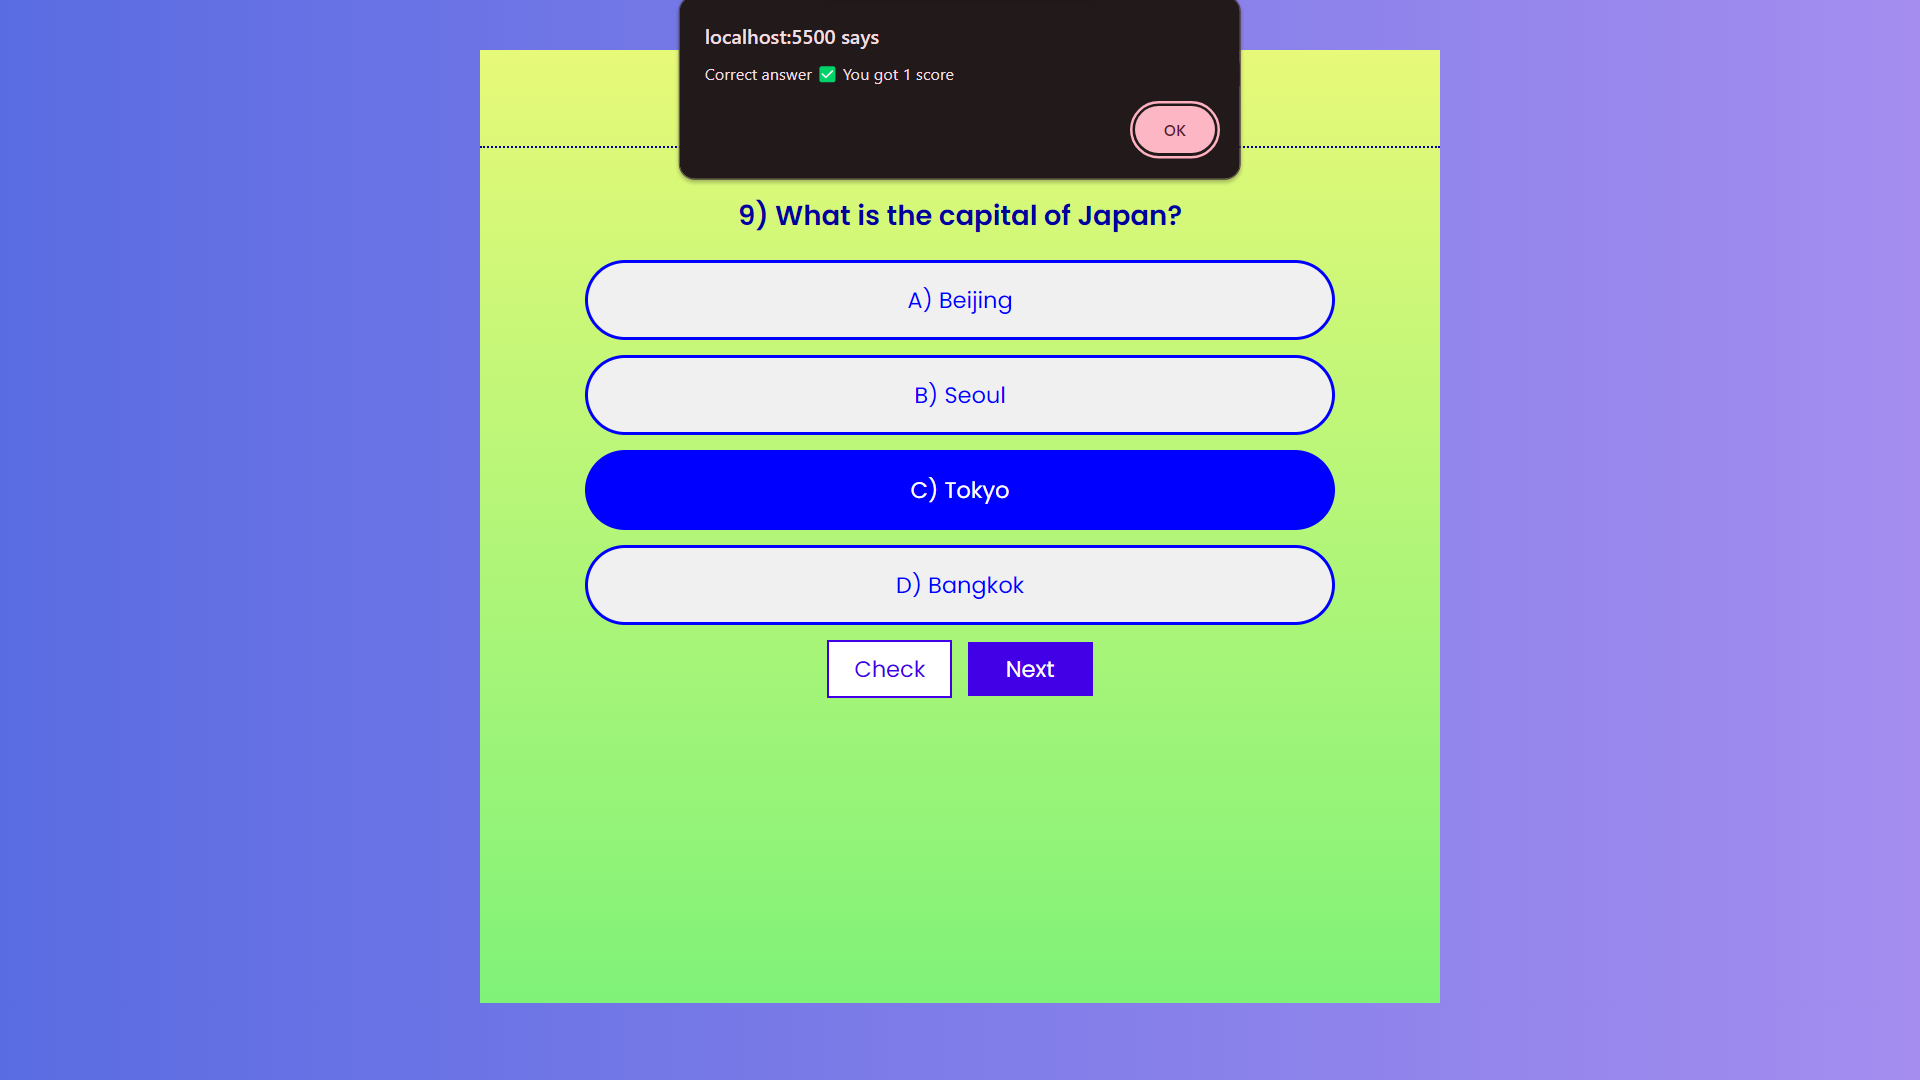 localhost:5500 says
Correct answer ✅ You got 1 score
OK
9) What is the capital of Japan?
A) Beijing
B) Seoul
C) Tokyo
D) Bangkok
Check
Next